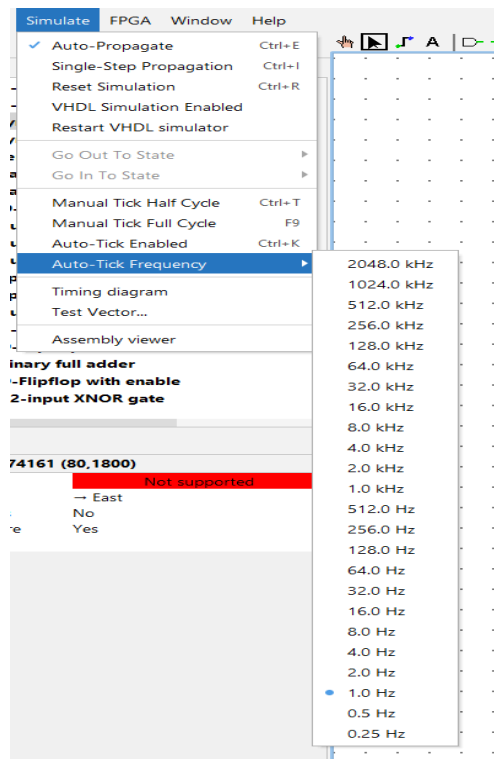 Simulate FPGA Window Help
✓ Auto-Propagate Ctrl+E
Single-Step Propagation Ctrl+I
Reset Simulation Ctrl+R
VHDL Simulation Enabled
Restart VHDL simulator
Go Out To State
Go In To State
Manual Tick Half Cycle Ctrl+T
Manual Tick Full Cycle F9
Auto-Tick Enabled Ctrl+K
Auto-Tick Frequency
Timing diagram
Test Vector...
Assembly viewer
A
2048.0 kHz
1024.0 kHz
512.0 kHz
256.0 kHz
128.0 kHz
64.0 kHz
32.0 kHz
16.0 kHz
8.0 kHz
4.0 kHz
2.0 kHz
1.0 kHz
512.0 Hz
256.0 Hz
128.0 Hz
64.0 Hz
32.0 Hz
16.0 Hz
8.0 Hz
4.0 Hz
2.0 Hz
1.0 Hz
0.5 Hz
0.25 Hz
inary full adder
-Flipflop with enable
2-input XNOR gate
74161 (80,1800)
Not supported
→ East
No
re Yes